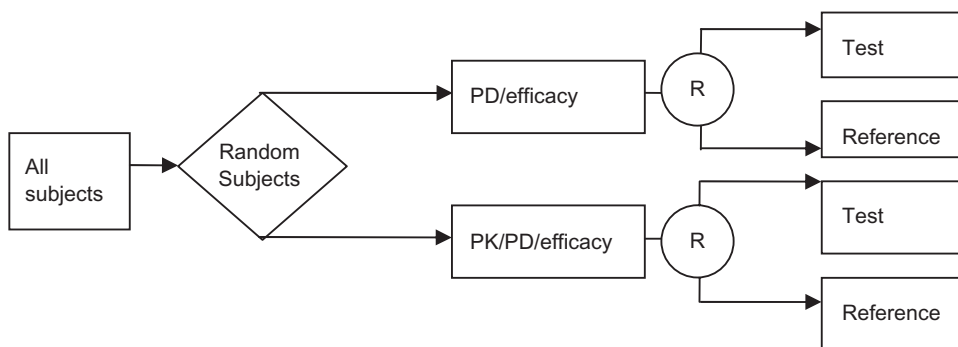 All
subjects
Random
Subjects
PD/efficacy
R
Test
Reference
PK/PD/efficacy
R
Test
Reference